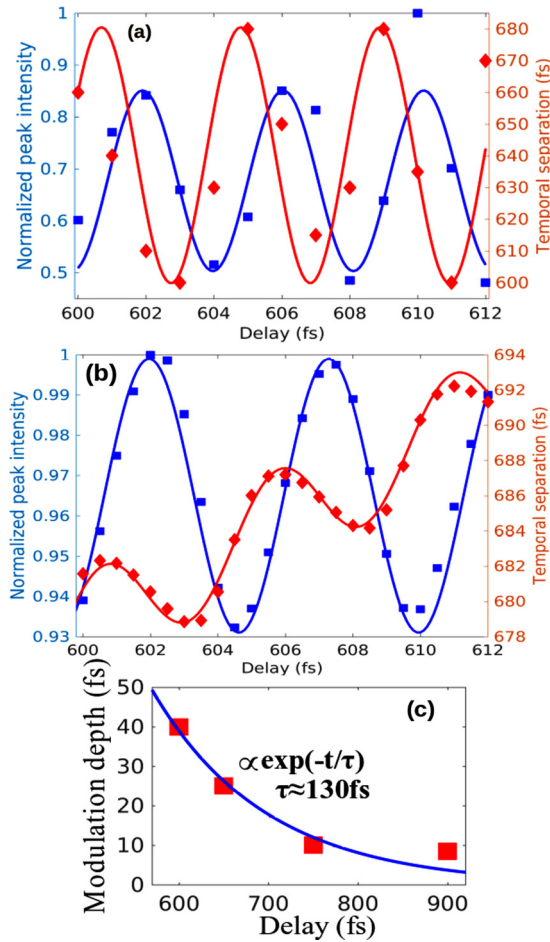 (a)
Normalized peak intensity
1
0.9
0.8
0.7
0.6
0.5
680
670
660
650
640
630
620
610
600
Temporal separation (fs)
600 602 604 606 608 610 612
Delay (fs)
(b)
Normalized peak intensity
1
0.99
0.98
0.97
0.96
0.95
0.94
0.93
694
692
690
688
686
684
682
680
678
Temporal separation (fs)
600 602 604 606 608 610 612
Delay (fs)
(c)
Modulation depth (fs)
50
40
30
20
10
0
∝exp(-t/τ)
τ≈130fs
600 700 800 900
Delay (fs)